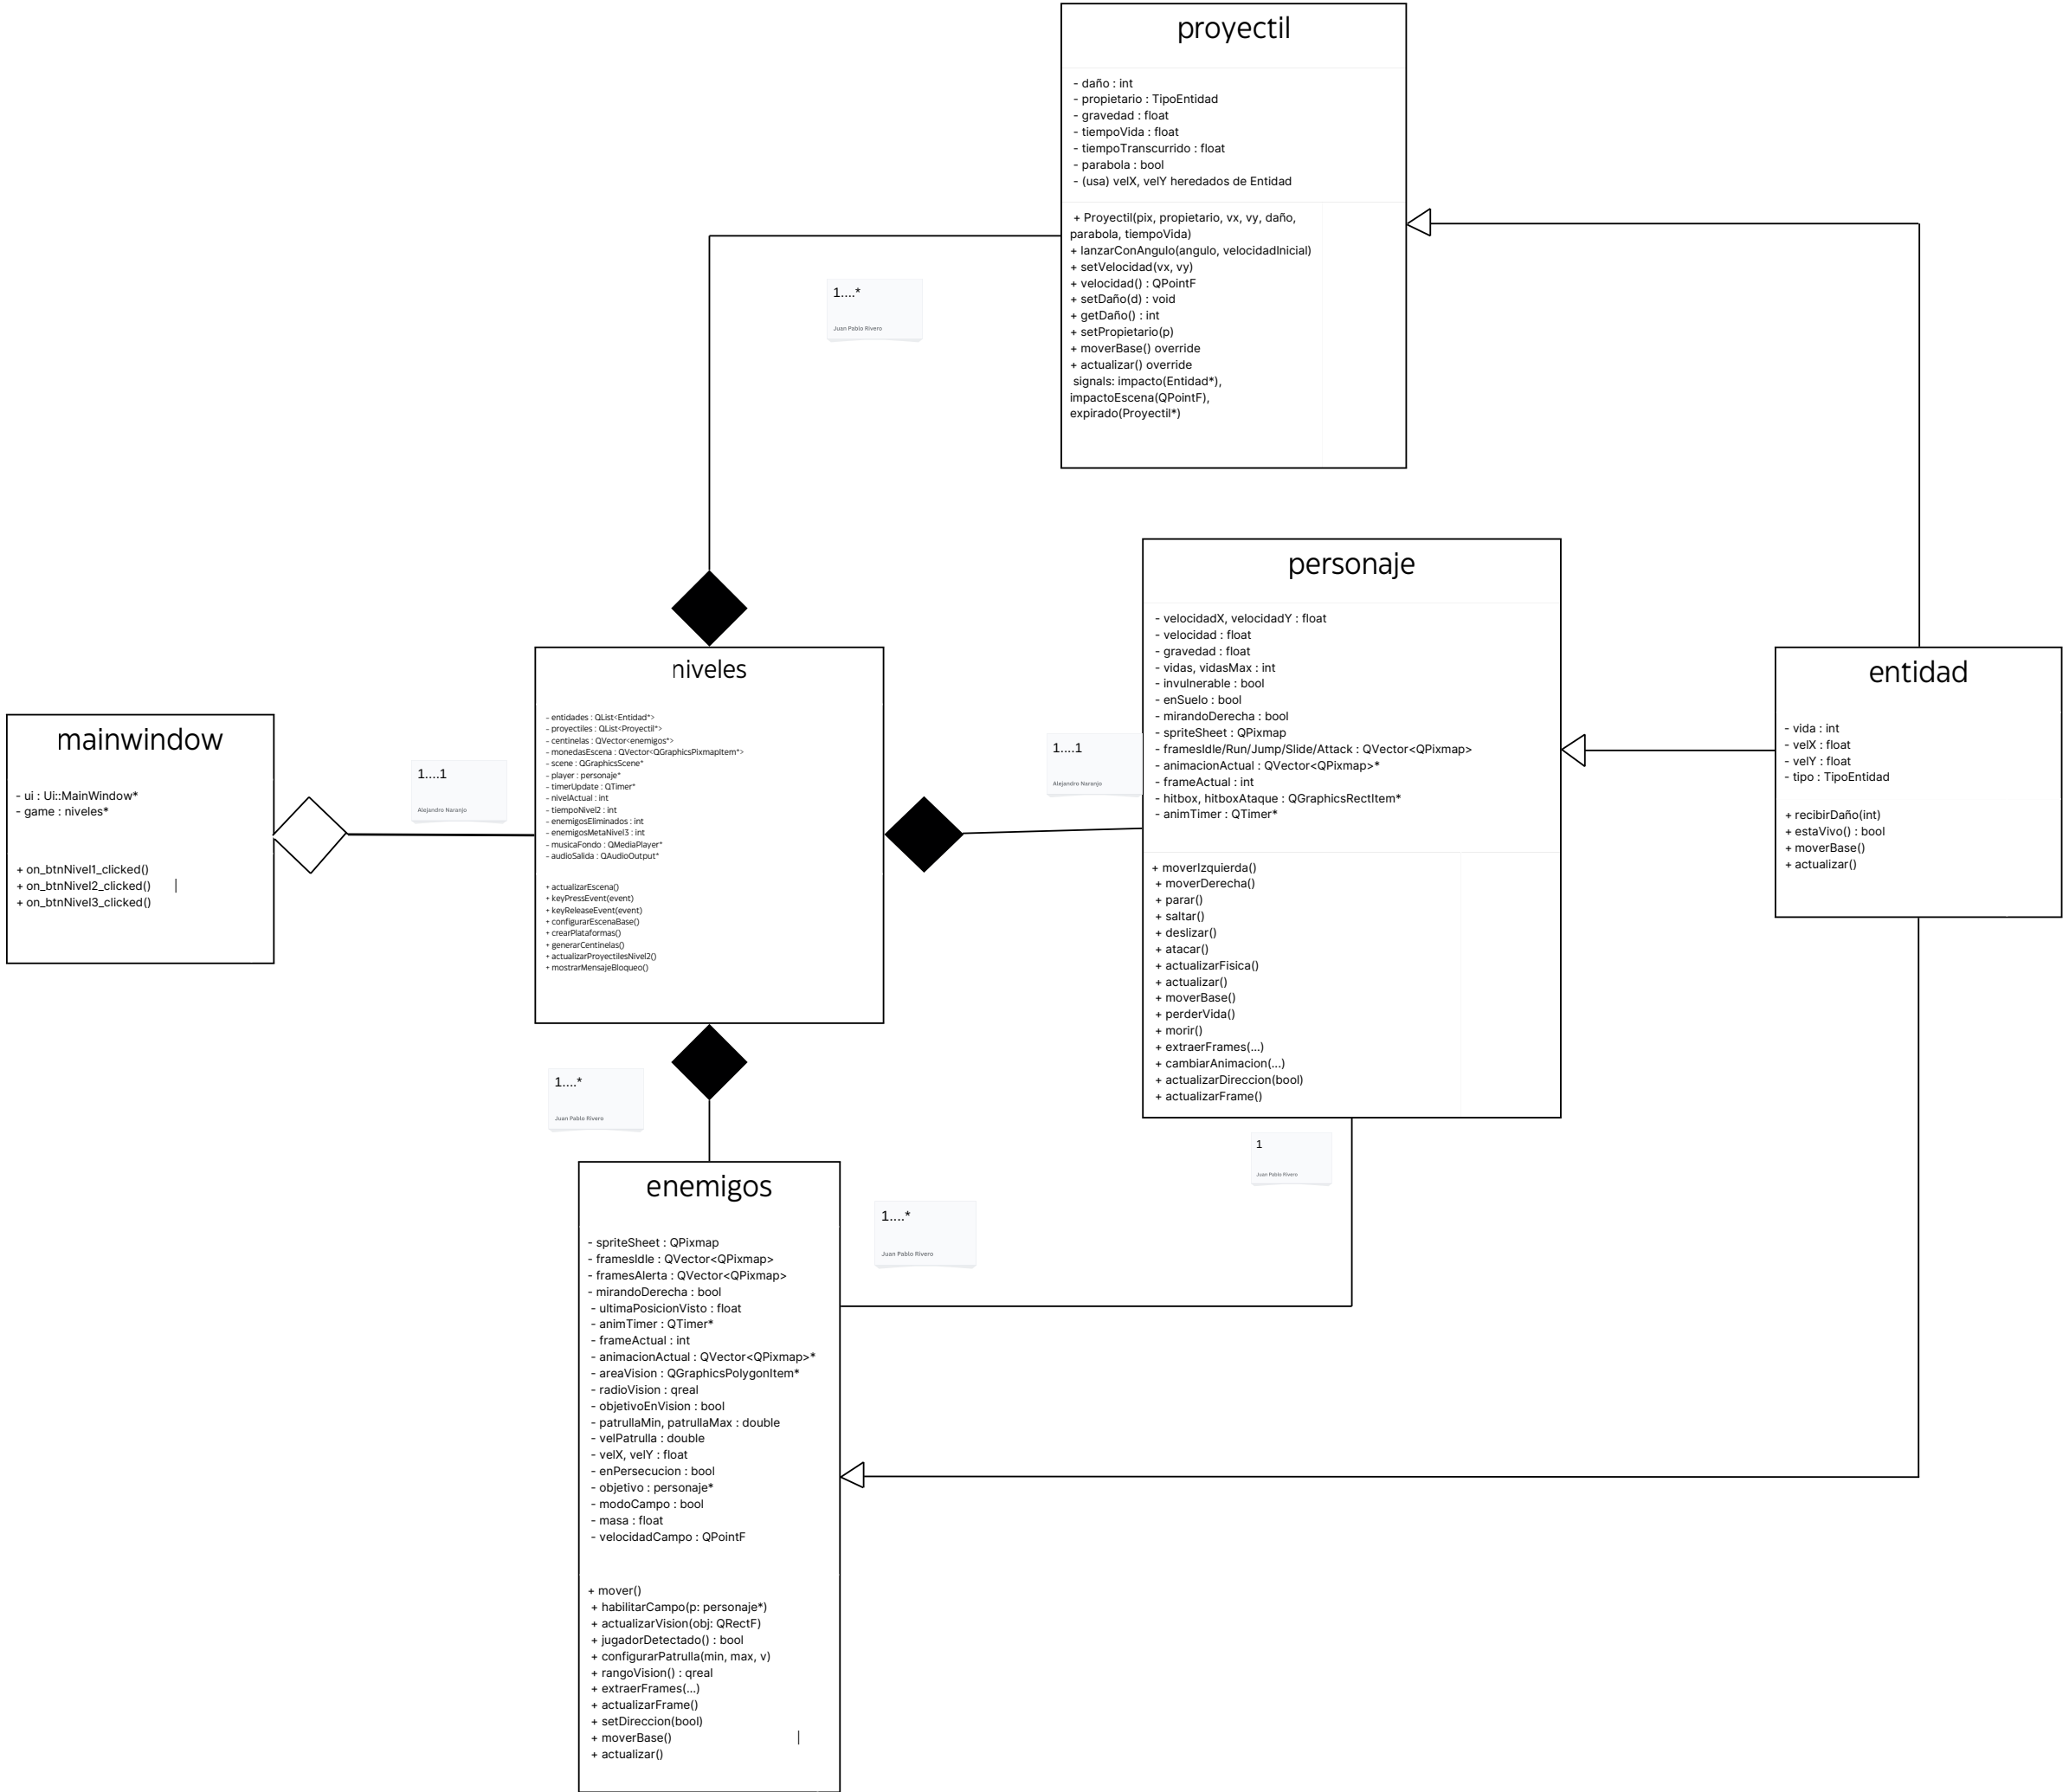 proyectil
- daño : int
- propietario : TipoEntidad
- gravedad : float
- tiempoVida : float
- tiempoTranscurrido : float
- parabola : bool
- (usa) velX, velY heredados de Entidad
+ Proyectil(pix, propietario, vx, vy, daño,
parabola, tiempoVida)
+ lanzarConAngulo(angulo, velocidadInicial)
+ setVelocidad(vx, vy)
+ velocidad() : QPointF
+ setDaño(d) : void
+ getDaño() : int
+ setPropietario(p)
+ moverBase() override
+ actualizar() override
signals: impacto(Entidad*),
impactoEscena(QPointF),
expirado(Proyectil*)
1....*
Juan Pablo Rivero
personaje
- velocidadX, velocidadY : float
- velocidad : float
- gravedad : float
- vidas, vidasMax : int
- invulnerable : bool
- enSuelo : bool
- mirandoDerecha : bool
- spriteSheet : QPixmap
- framesIdle/Run/Jump/Slide/Attack : QVector<QPixmap>
- animacionActual : QVector<QPixmap>*
- frameActual : int
- hitbox, hitboxAtaque : QGraphicsRectItem*
- animTimer : QTimer*
+ moverIzquierda()
+ moverDerecha()
+ parar()
+ saltar()
+ deslizar()
+ atacar()
+ actualizarFisica()
+ actualizar()
+ moverBase()
+ perderVida()
+ morir()
+ extraerFrames(...)
+ cambiarAnimacion(...)
+ actualizarDireccion(bool)
+ actualizarFrame()
entidad
- vida : int
- velX : float
- velY : float
- tipo : TipoEntidad
+ recibirDaño(int)
+ estaVivo() : bool
+ moverBase()
+ actualizar()
niveles
- entidades : QList<Entidad*>
- proyectiles : QList<Proyectil*>
- centinelas : QVector<enemigos*>
- monedasEscena : QVector<QGraphicsPixmapItem*>
- scene : QGraphicsScene*
- player : personaje*
- timerUpdate : QTimer*
- nivelActual : int
- tiempoNivel2 : int
- enemigosEliminados : int
- enemigosMetaNivel3 : int
- musicaFondo : QMediaPlayer*
- audioSalida : QAudioOutput*
+ actualizarEscena()
+ keyPressEvent(event)
+ keyReleaseEvent(event)
+ configurarEscenaBase()
+ crearPlataformas()
+ generarCentinelas()
+ actualizarProyectilesNivel2()
+ mostrarMensajeBloqueo()
mainwindow
- ui : Ui::MainWindow*
- game : niveles*
+ on_btnNivel1_clicked()
+ on_btnNivel2_clicked()
+ on_btnNivel3_clicked()
1....1
Alejandro Naranjo
1....1
Alejandro Naranjo
1....*
Juan Pablo Rivero
1
Juan Pablo Rivero
1....*
Juan Pablo Rivero
enemigos
- spriteSheet : QPixmap
- framesIdle : QVector<QPixmap>
- framesAlerta : QVector<QPixmap>
- mirandoDerecha : bool
- ultimaPosicionVisto : float
- animTimer : QTimer*
- frameActual : int
- animacionActual : QVector<QPixmap>*
- areaVision : QGraphicsPolygonItem*
- radioVision : qreal
- objetivoEnVision : bool
- patrullaMin, patrullaMax : double
- velPatrulla : double
- velX, velY : float
- enPersecucion : bool
- objetivo : personaje*
- modoCampo : bool
- masa : float
- velocidadCampo : QPointF
+ mover()
+ habilitarCampo(p: personaje*)
+ actualizarVision(obj: QRectF)
+ jugadorDetectado() : bool
+ configurarPatrulla(min, max, v)
+ rangoVision() : qreal
+ extraerFrames(...)
+ actualizarFrame()
+ setDireccion(bool)
+ moverBase()
+ actualizar()